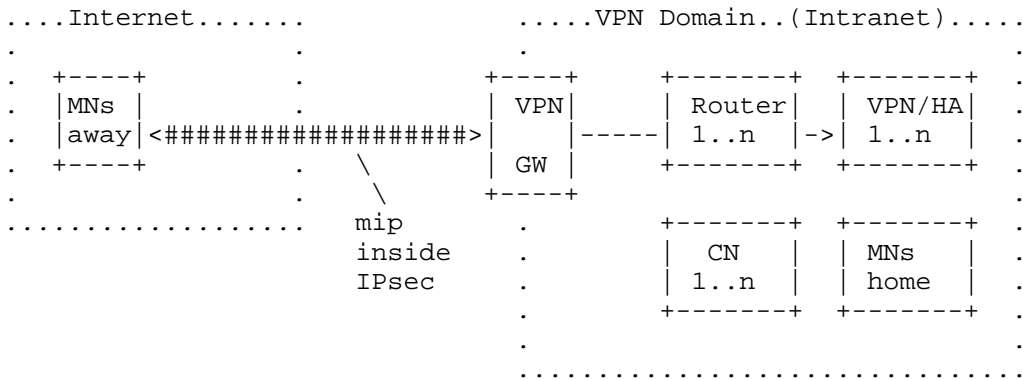 ....Internet.......             .....VPN Domain..(Intranet).....
.                 .             .                              .
.  +----+         .           +----+     +-------+  +-------+  .
.  |MNs |         .           | VPN|     | Router|  | VPN/HA|  .
.  |away|<###################>|    |-----| 1..n  |->| 1..n  |  .
.  +----+         .   \       | GW |     +-------+  +-------+  .
.                 .    \      +----+                           .
................... mip         .        +-------+  +-------+  .
                    inside      .        |  CN   |  | MNs   |  .
                    IPsec       .        | 1..n  |  | home  |  .
                                .        +-------+  +-------+  .
                                .                              .
                                ................................